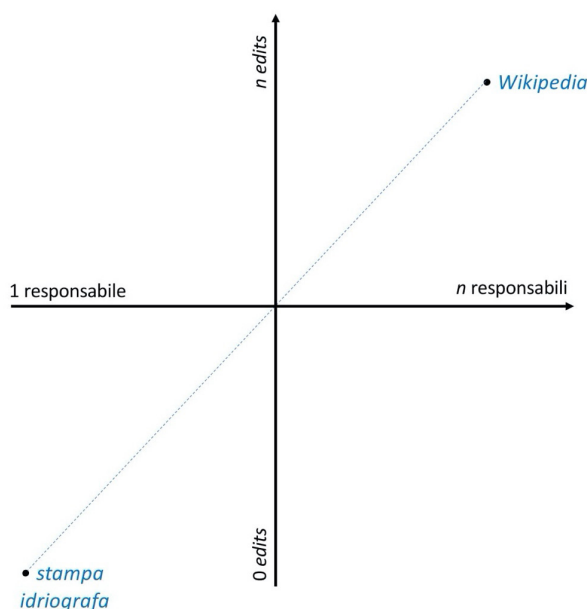 n edits
Wikipedia
1 responsabile
n responsabili
0 edits
stampa
idriografa